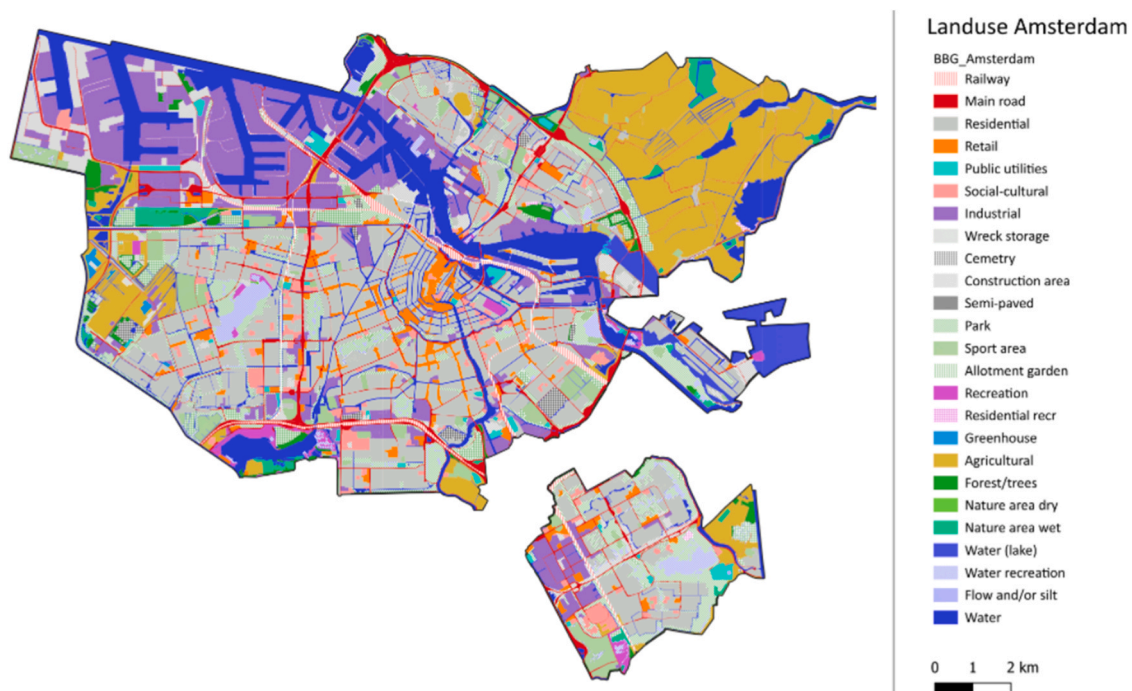 Landuse Amsterdam
BBG_Amsterdam
Railway
Main road
Residential
Retail
Public utilities
Social-cultural
Industrial
Wreck storage
Cemetry
Construction area
Semi-paved
Park
Sport area
Allotment garden
Recreation
Residential recr
Greenhouse
Agricultural
Forest/trees
Nature area dry
Nature area wet
Water (lake)
Water recreation
Flow and/or silt
Water
0 1 2 km